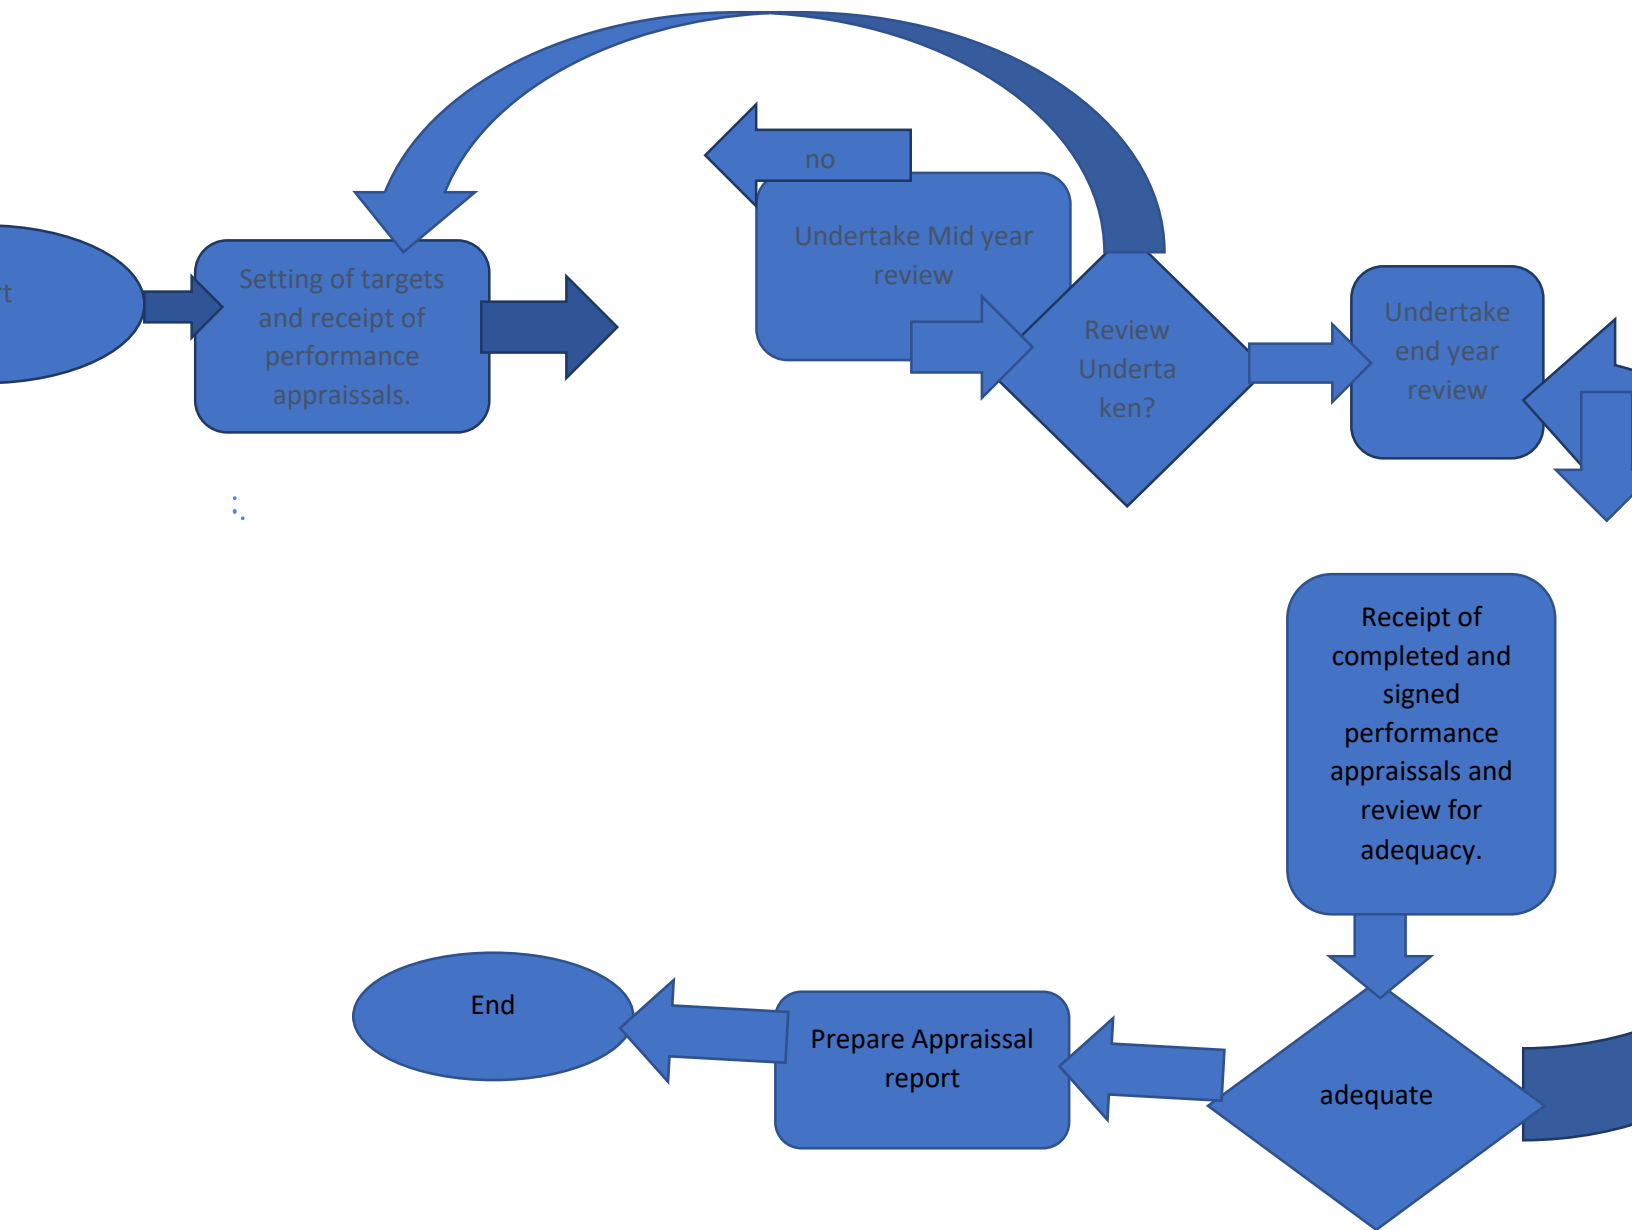 no
Undertake Mid year
review
Setting of targets
and receipt of
performance
appraissals.
Review
Underta
ken?
Undertake
end year
review
Receipt of
completed and
signed
performance
appraissals and
review for
adequacy.
adequate
Prepare Appraissal
report
End